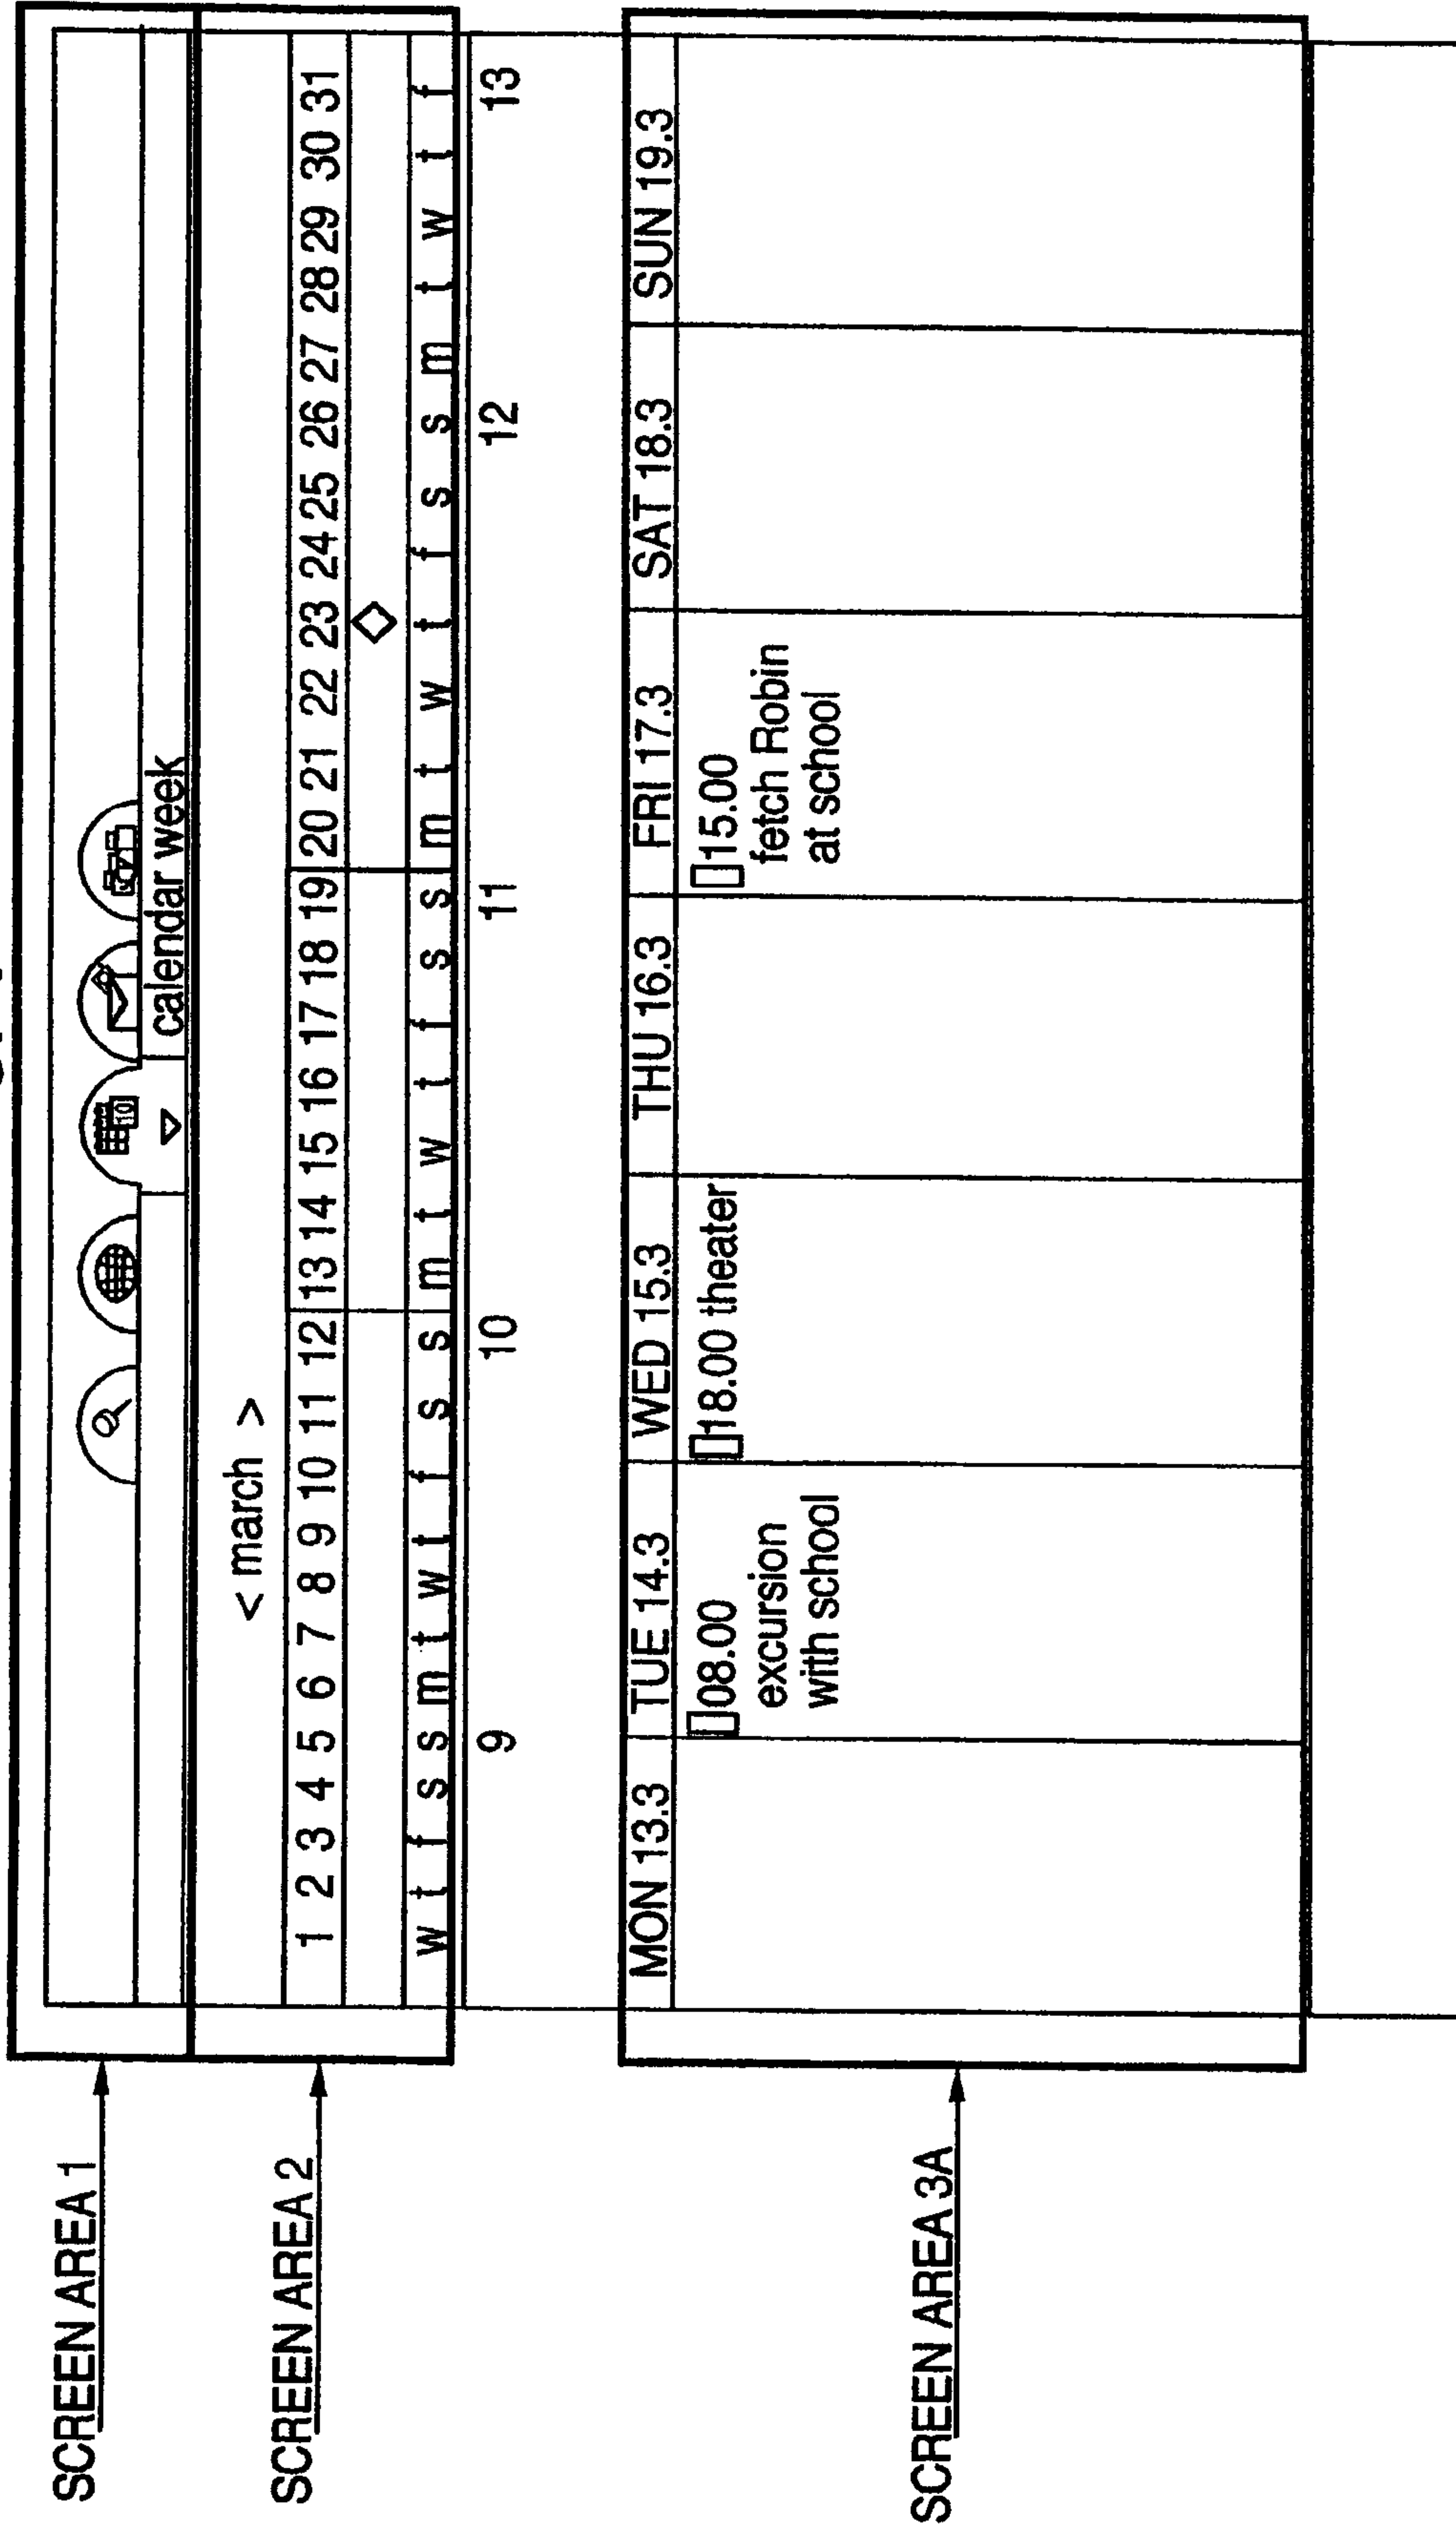 SCREEN AREA 1
10
calendar week
SCREEN AREA 2
< march >
1 2 3 4 5 6 7 8 9 10 11 12 13 14 15 16 17 18 19 20 21 22 23 24 25 26 27 28 29 30 31
w t f s s m t w t f s s m t w t f s s m t w t f s s m t w t f
9 10 11 12 13
SCREEN AREA 3A
MON 13.3 TUE 14.3 WED 15.3 THU 16.3 FRI 17.3 SAT 18.3 SUN 19.3
08.00
excursion
with school
18.00 theater
15.00
fetch Robin
at school